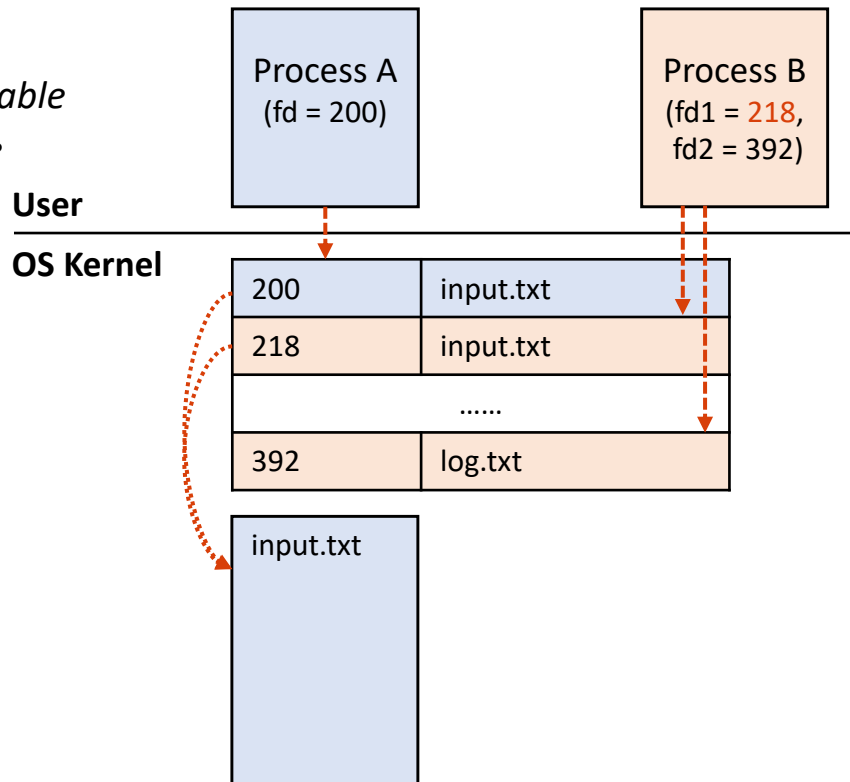 Process A
(fd = 200)
Process B
(fd1 = 218,
fd2 = 392)
User
OS Kernel
200 input.txt
218 input.txt
......
392 log.txt
input.txt